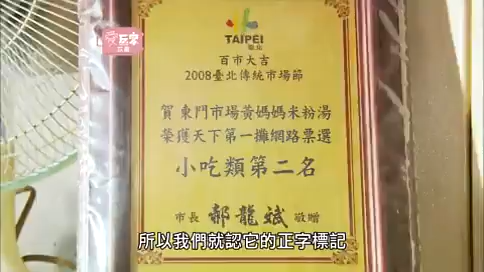 愛玩客
TAIPEI
臺北
百市大吉
2008臺北傳統市場節
賀 東門市場黃媽媽米粉湯
榮獲天下第一攤網路票選
小吃類第二名
市長 郝龍斌 敬贈
所以我們就認它的正字標記